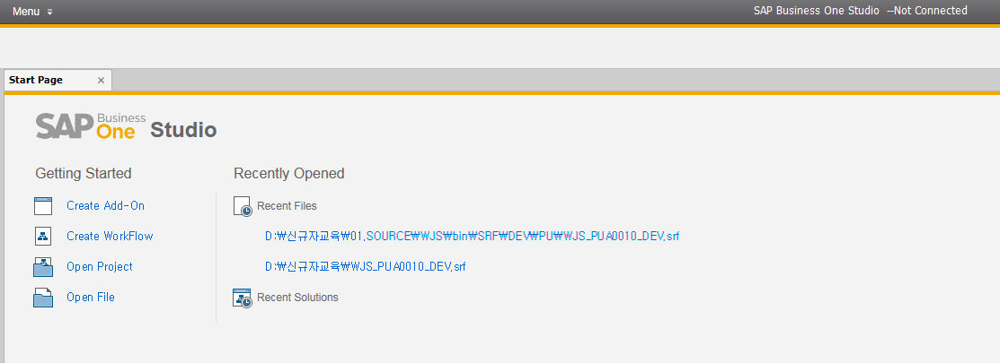 Menu
SAP Business One Studio --Not Connected
Start Page
SAP Business One Studio
Getting Started
Create Add-On
Create WorkFlow
Open Project
Open File
Recently Opened
Recent Files
D:₩신규자교육₩01.SOURCE₩WJS₩bin₩SRF₩DEV₩PU₩WJS_PUA0010_DEV.srf
D:₩신규자교육₩WJS_PUA0010_DEV.srf
Recent Solutions